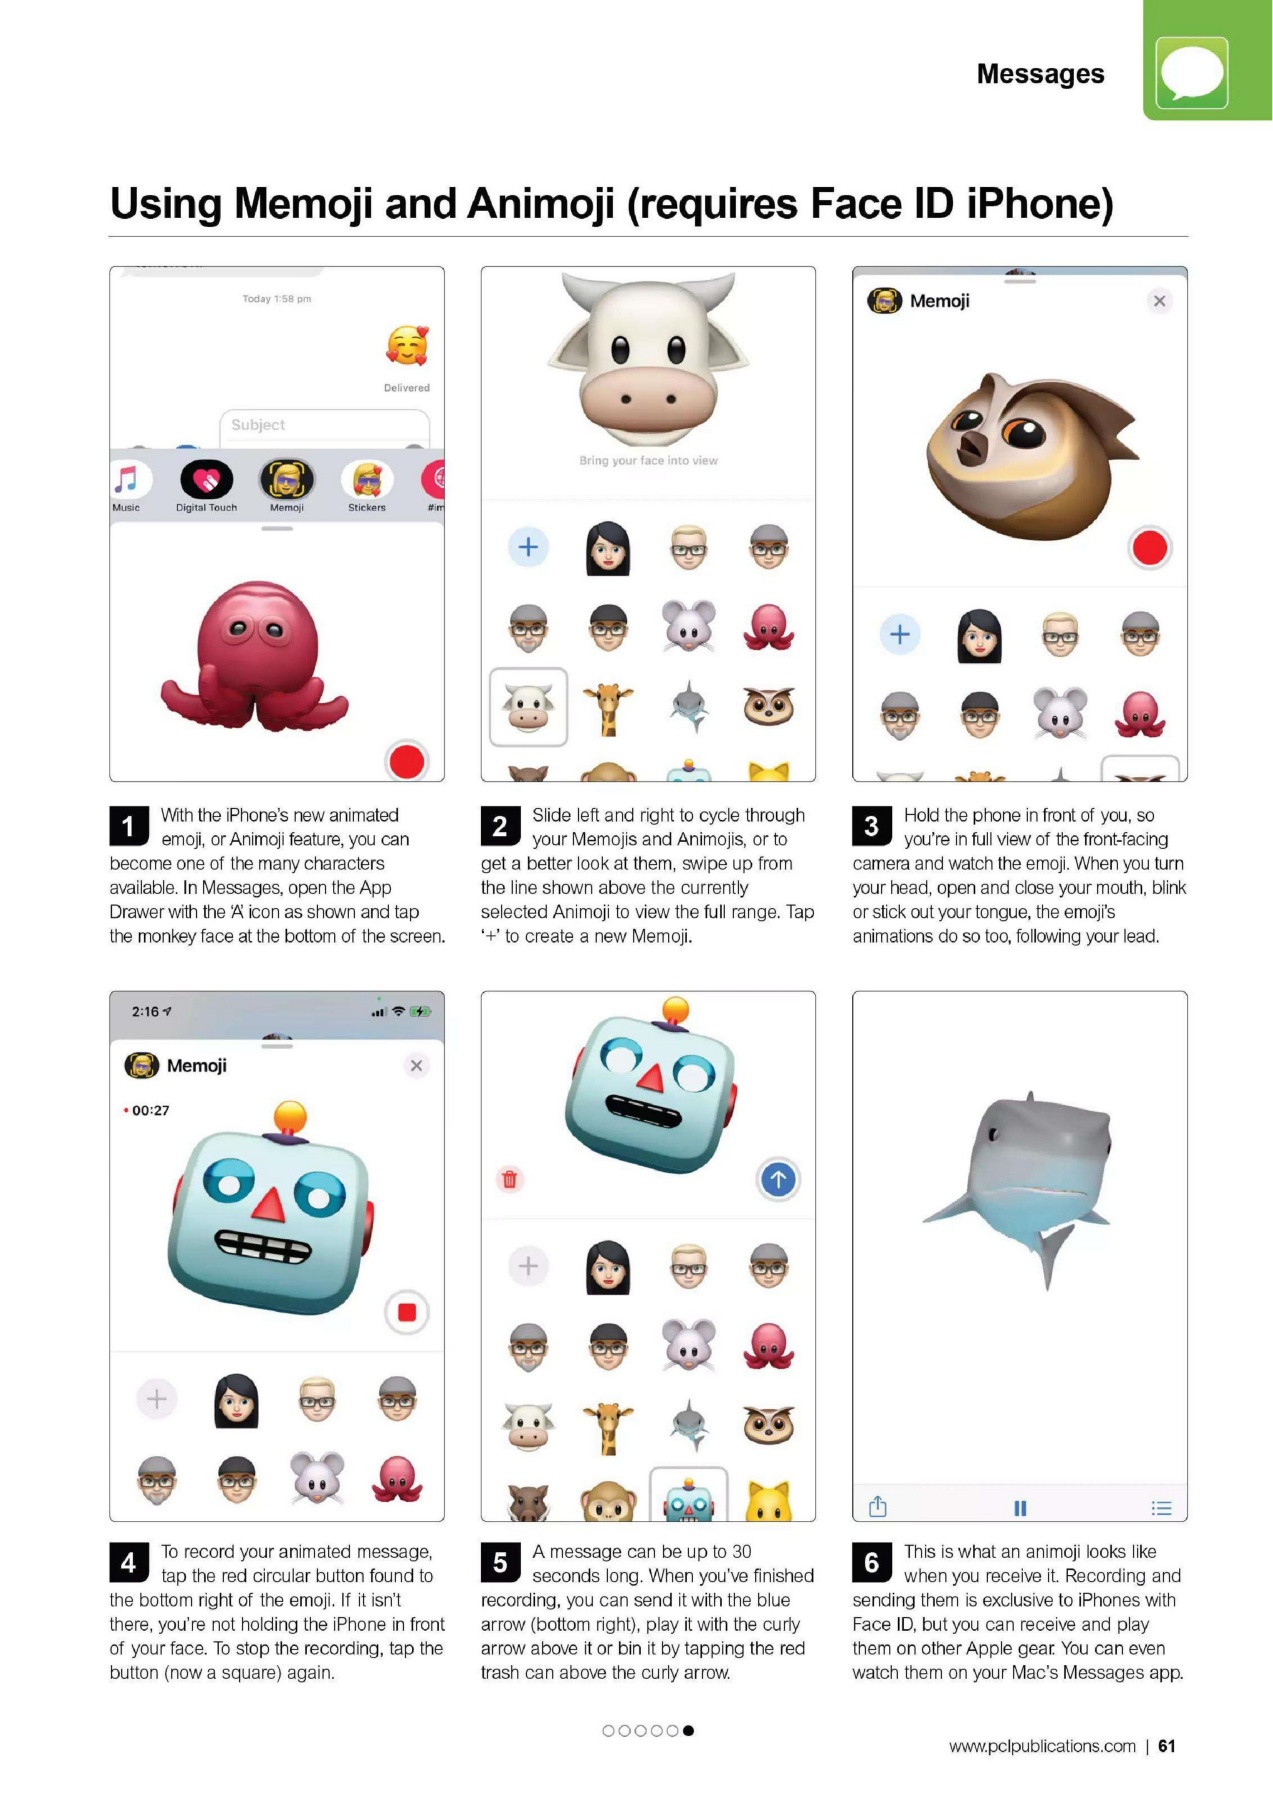 Messages
Using Memoji and Animoji (requires Face ID iPhone)
Today 1:58 pm
Delivered
Subject
Music
Digital Touch
Memoji
Stickers
#im
Bring your face into view
Memoji
1
With the iPhone's new animated
emoji, or Animoji feature, you can
become one of the many characters
available. In Messages, open the App
Drawer with the 'A' icon as shown and tap
the monkey face at the bottom of the screen.
2
Slide left and right to cycle through
your Memojis and Animojis, or to
get a better look at them, swipe up from
the line shown above the currently
selected Animoji to view the full range. Tap
'+' to create a new Memoji.
3
Hold the phone in front of you, so
you're in full view of the front-facing
camera and watch the emoji. When you turn
your head, open and close your mouth, blink
or stick out your tongue, the emoji's
animations do so too, following your lead.
2:16
Memoji
00:27
4
To record your animated message,
tap the red circular button found to
the bottom right of the emoji. If it isn't
there, you're not holding the iPhone in front
of your face. To stop the recording, tap the
button (now a square) again.
5
A message can be up to 30
seconds long. When you've finished
recording, you can send it with the blue
arrow (bottom right), play it with the curly
arrow above it or bin it by tapping the red
trash can above the curly arrow.
6
This is what an animoji looks like
when you receive it. Recording and
sending them is exclusive to iPhones with
Face ID, but you can receive and play
them on other Apple gear. You can even
watch them on your Mac's Messages app.
www.pclpublications.com | 61